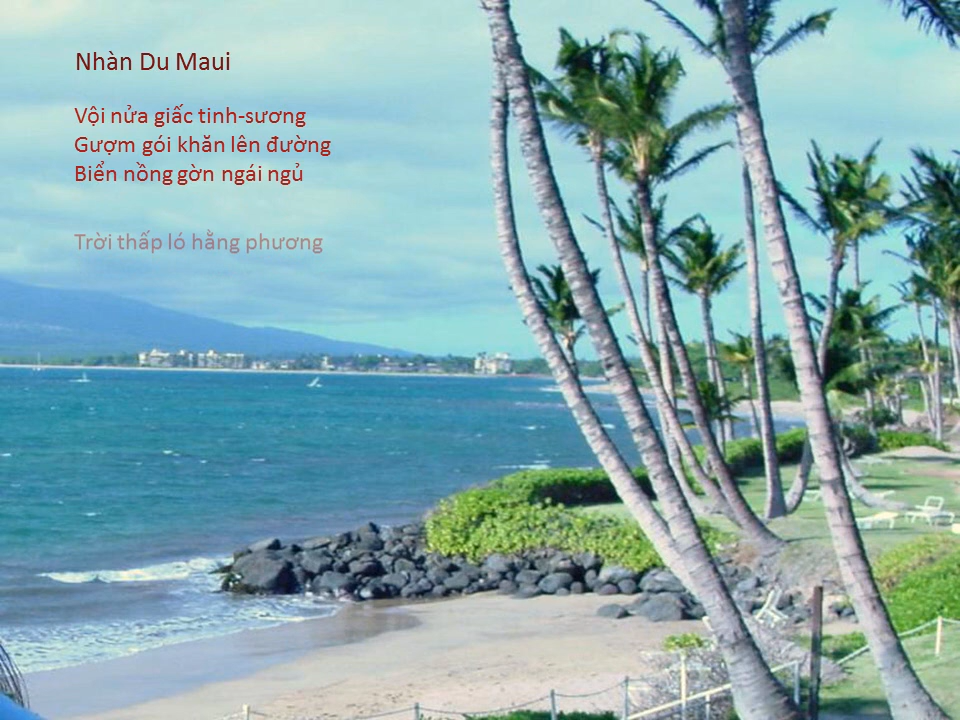 Nhàn Du Maui
Vội nửa giấc tinh-sương
Gượm gói khăn lên đường
Biển nồng gờn ngái ngủ
Trời thấp ló hằng phương